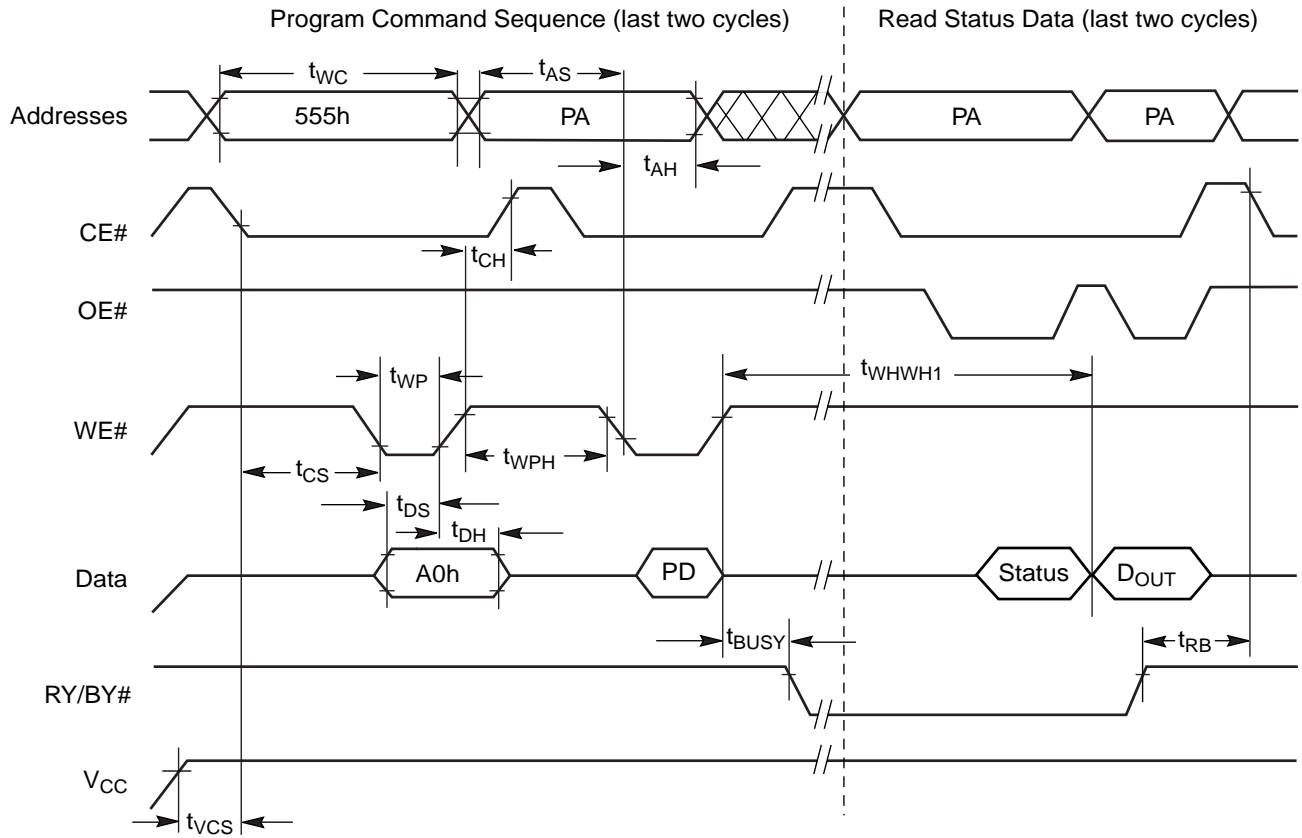 Program Command Sequence (last two cycles)
Read Status Data (last two cycles)
tWC
tAS
Addresses
555h
PA
PA
PA
tAH
CE#
tCH
OE#
tWP
tWHWH1
WE#
tCS
tWPH
tDS
tDH
Data
A0h
PD
Status
DOUT
tBUSY
tRB
RY/BY#
VCC
tVCS